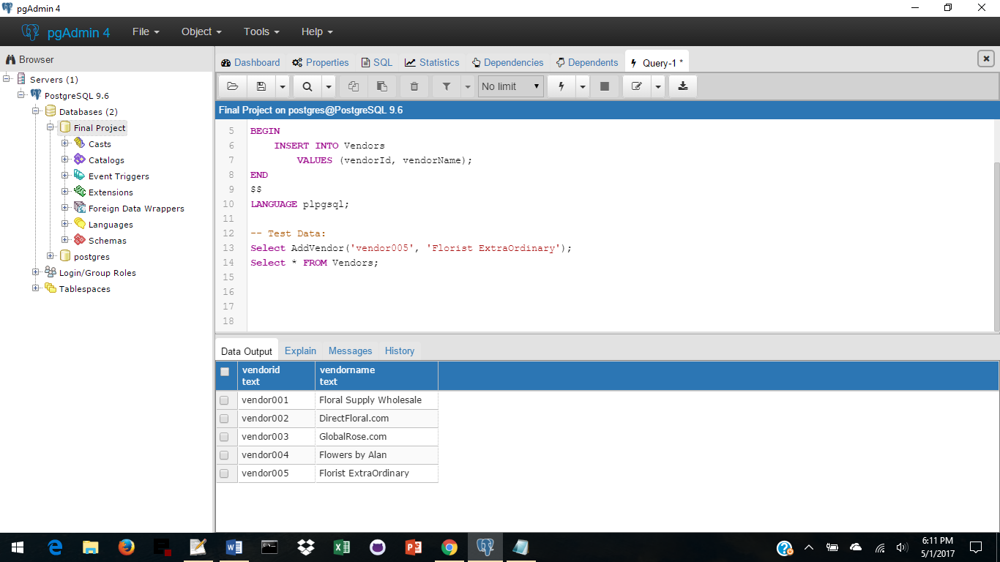 pgAdmin 4
pgAdmin 4 File Object Tools Help
Browser
Servers (1)
PostgreSQL 9.6
Databases (2)
Final Project
Casts
Catalogs
Event Triggers
Extensions
Foreign Data Wrappers
Languages
Schemas
postgres
Login/Group Roles
Tablespaces
Dashboard Properties SQL Statistics Dependencies Dependents Query-1 *
No limit
Final Project on postgres@PostgreSQL 9.6
5 BEGIN
6 INSERT INTO Vendors
7 VALUES (vendorId, vendorName);
8 END
9 $$
10 LANGUAGE plpgsql;
11
12 -- Test Data:
13 Select AddVendor('vendor005', 'Florist ExtraOrdinary');
14 Select * FROM Vendors;
15
16
17
18
Data Output Explain Messages History
vendorid vendorname
text text
vendor001 Floral Supply Wholesale
vendor002 DirectFloral.com
vendor003 GlobalRose.com
vendor004 Flowers by Alan
vendor005 Florist ExtraOrdinary
6:11 PM
5/1/2017